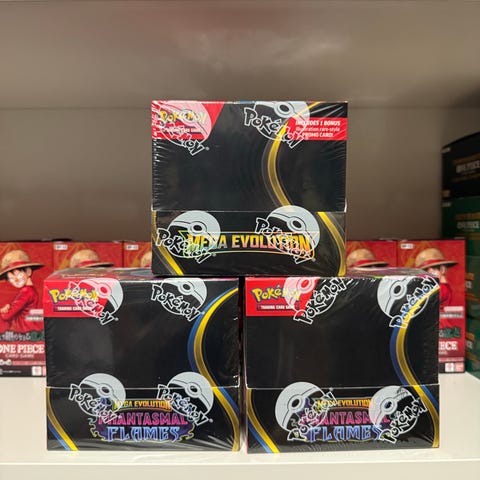 Pokémon
TRADING CARD GAME
INCLUDES 1 BONUS
illustration rare-style
PROMO CARD!
Pokémon
Pokémon
Pokémon
Pokémon
MEGA EVOLUTION
Pokémon
TRADING CARD GAME
Pokémon
Pokémon
MEGA EVOLUTION
Pokémon
Pokémon
PHANTASMAL
FLAMES
Pokémon
TRADING CARD GAME
Pokémon
Pokémon
MEGA EVOLUTION
Pokémon
Pokémon
PHANTASMAL
FLAMES
ONE PIECE
CARD GAME
ONE PIECE